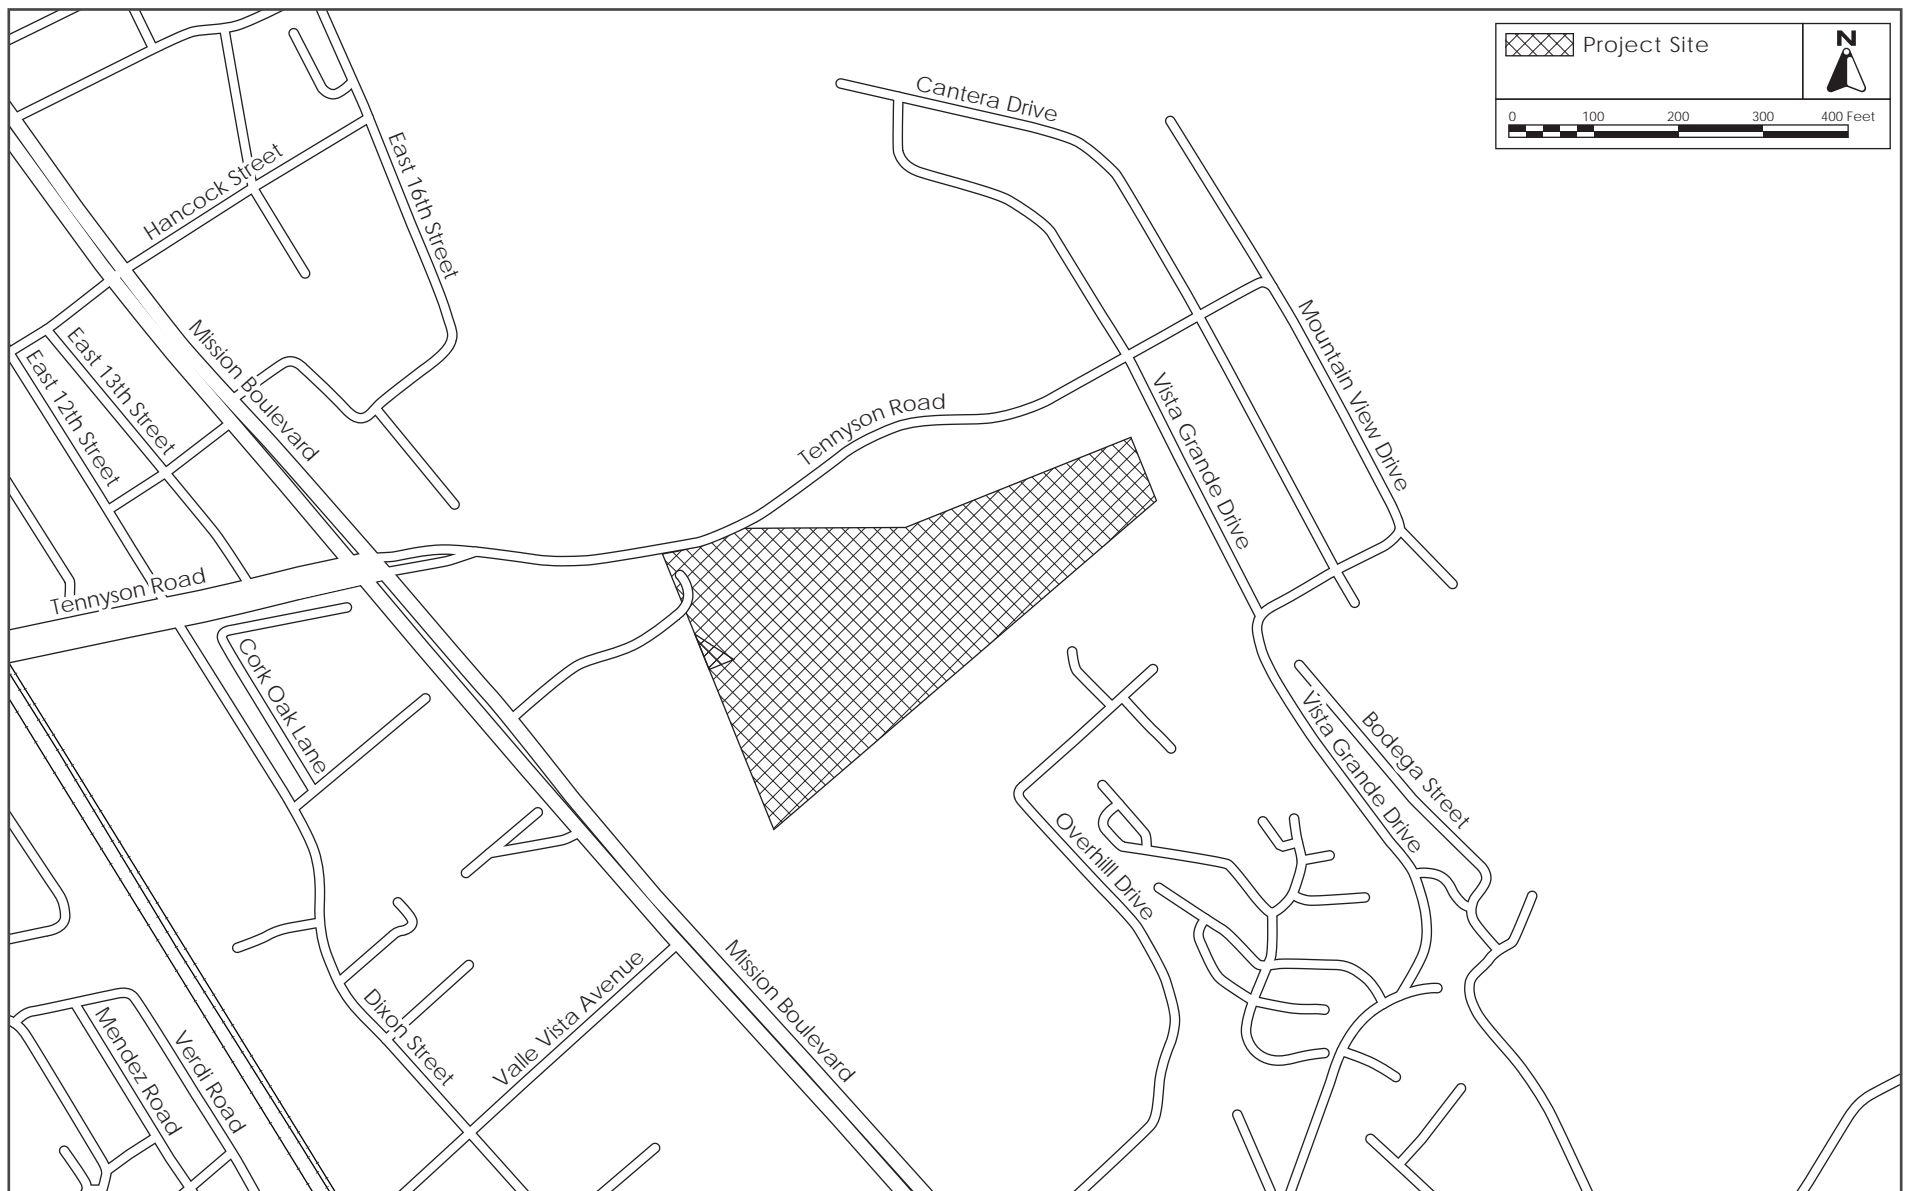 N
Project Site
0 100 200 300 400 Feet
Cantera Drive
East 16th Street
Hancock Street
Mission Boulevard
East 13th Street
East 12th Street
Mountain View Drive
Vista Grande Drive
Tennyson Road
Tennyson Road
Cork Oak Lane
Vista Grande Drive
Bodega Street
Overhilll Drive
Mission Boulevard
Valle Vista Avenue
Dixon Street
Verdi Road
Mendez Road